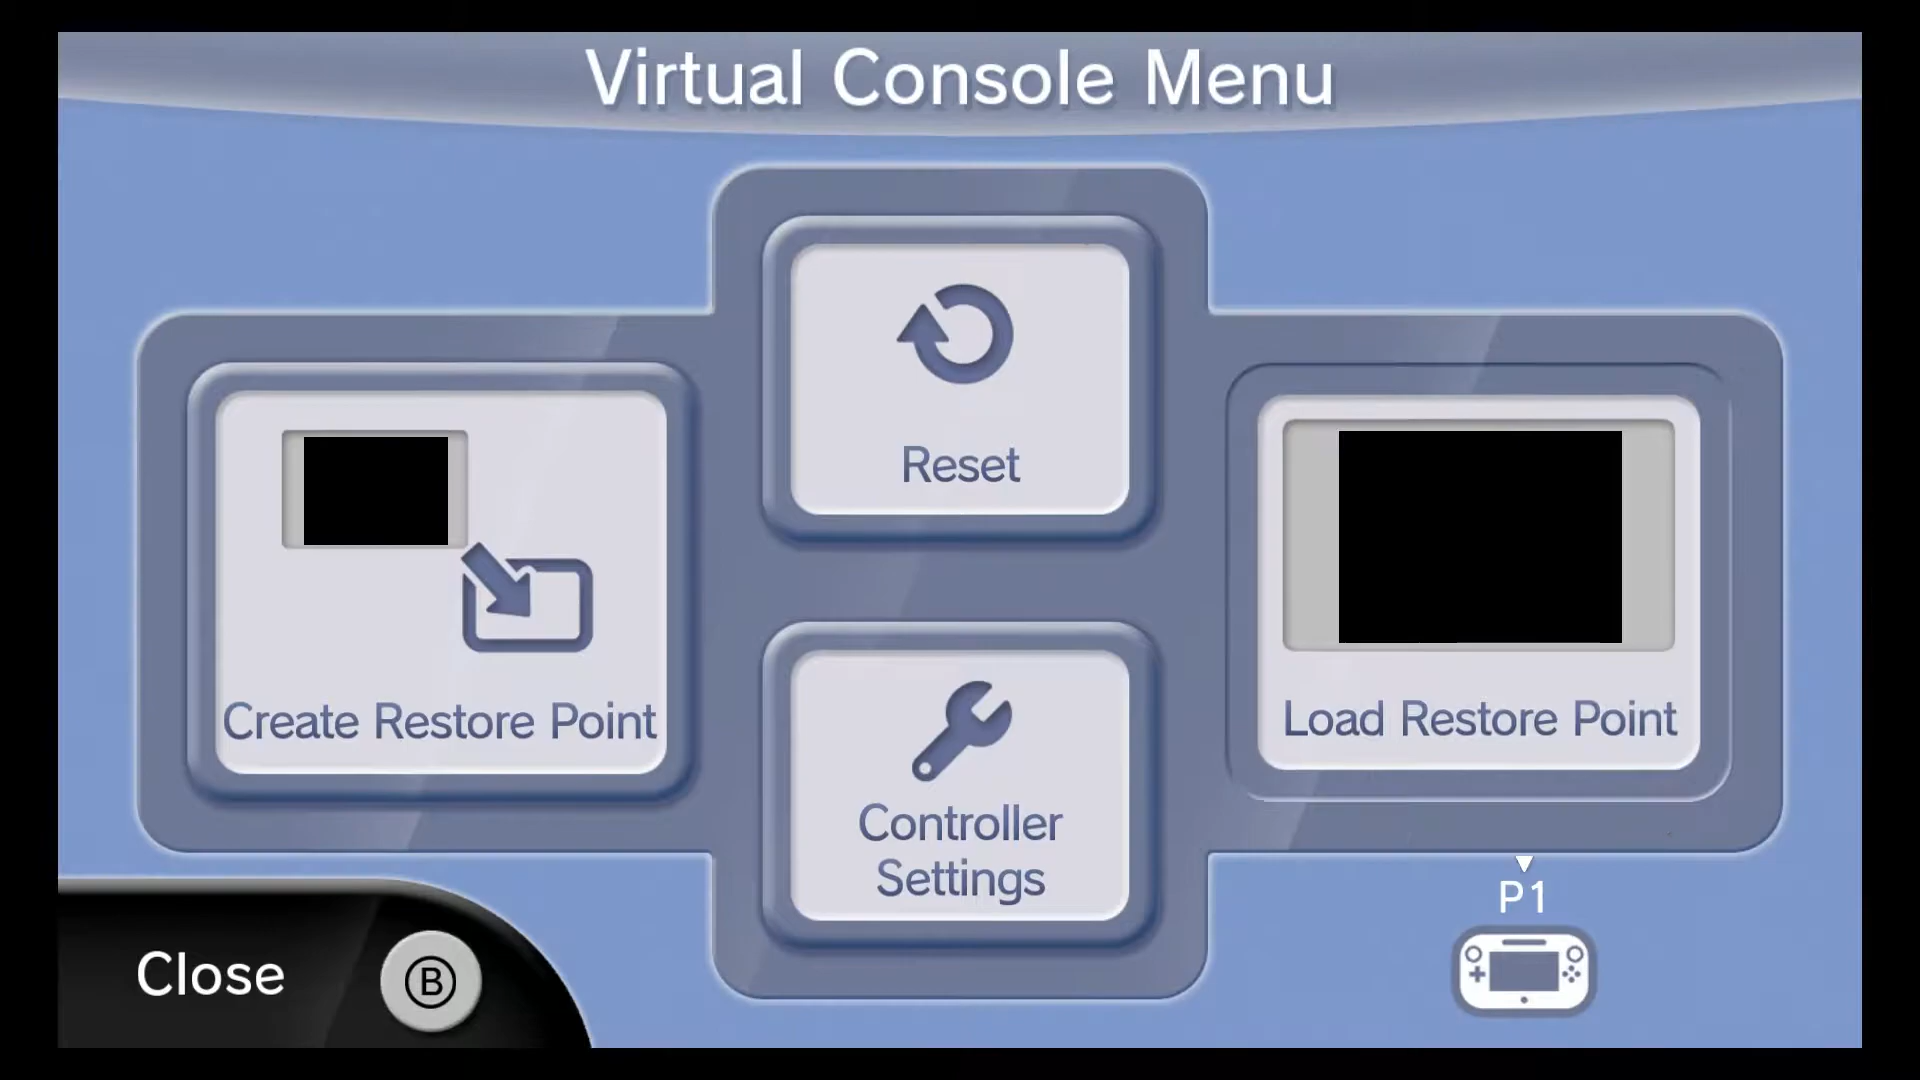 Virtual Console Menu
Reset
Create Restore Point
Load Restore Point
Controller
Settings
P1
Close
B